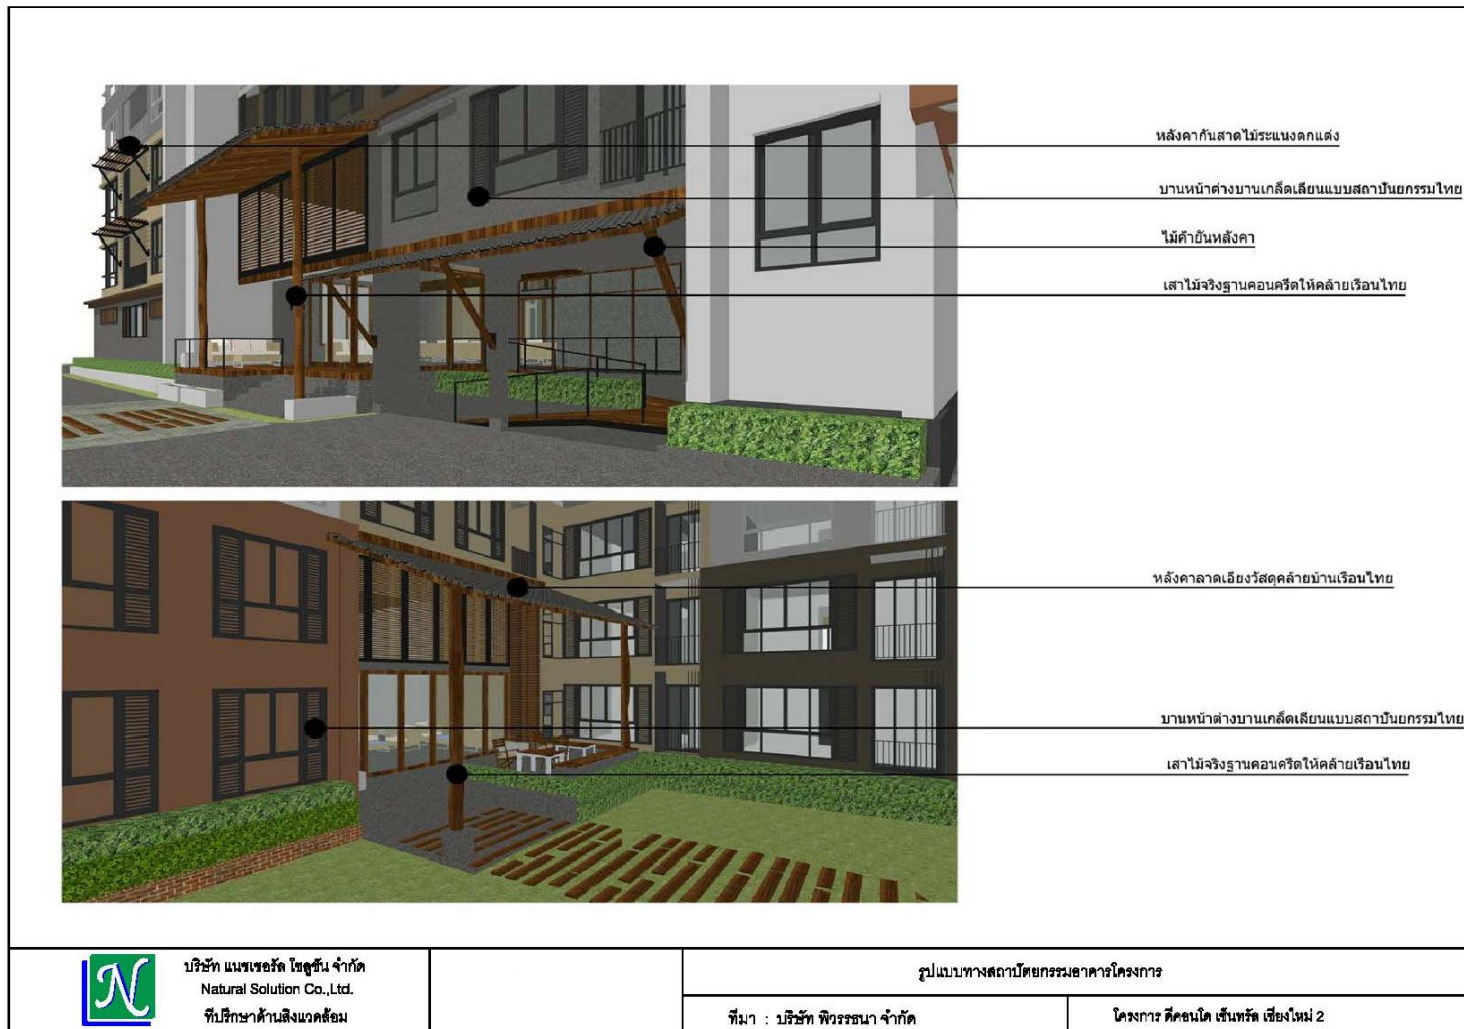 หลังคากันสาดไม้ระแนงตกแต่ง
บานหน้าต่างบานเกล็ดเลียนแบบสถาปันยกรรมไทย
ไม้ค้ำยันหลังคา
เสาไม้จริงฐานคอนครีตให้คล้ายเรือนไทย
หลังคาลาดเอียงวัสดุคล้ายบ้านเรือนไทย
บานหน้าต่างบานเกล็ดเลียนแบบสถาปันยกรรมไทย
เสาไม้จริงฐานคอนครีตให้คล้ายเรือนไทย
N
บริษัท แนชเชอรัล โซลูชัน จำกัด
Natural Solution Co.,Ltd.
ที่ปรึกษาด้านสิ่งแวดล้อม
รูปแบบทางสถาปัตยกรรมอาคารโครงการ
ที่มา : บริษัท พิวรรธนา จำกัด
โครงการ ดีคอนโด เซ็นทรัล เชียงใหม่ 2